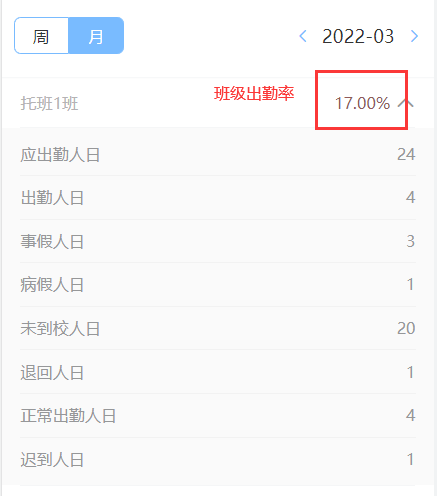 周 月 2022-03
托班1班 班级出勤率 17.00%
应出勤人日 24
出勤人日 4
事假人日 3
病假人日 1
未到校人日 20
退回人日 1
正常出勤人日 4
迟到人日 1